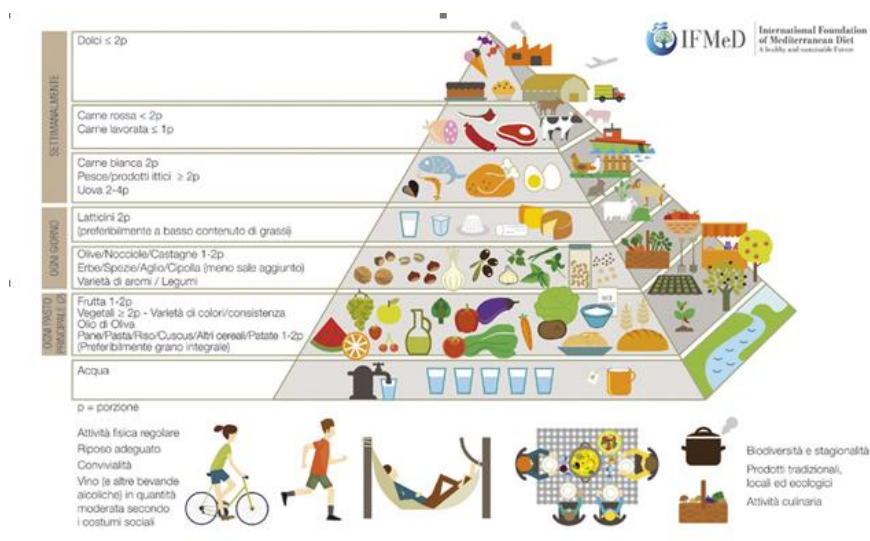 IFMeD
International Foundation
of Mediterranean Diet
A healthy and sustainable Future
SETTIMANALMENTE
Dolci ≤ 2p
Carne rossa < 2p
Carne lavorata ≤ 1p
Carne bianca 2p
Pesce/prodotti ittici ≥ 2p
Uova 2-4p
OGNI GIORNO
Latticini 2p
(preferibilmente a basso contenuto di grassi)
Olive/Nocciole/Castagne 1-2p
Erbe/Spezie/Aglio/Cipolla (meno sale aggiunto)
Varietà di aromi / Legumi
OGNI PASTO
PRINCIPALE
Frutta 1-2p
Vegetali ≥ 2p - Varietà di colori/consistenza
Olio di Oliva
Pane/Pasta/Riso/Cuscus/Altri cereali/Patate 1-2p
(Preferibilmente grano integrale)
Acqua
p = porzione
Attività fisica regolare
Riposo adeguato
Convivialità
Vino (e altre bevande
alcoliche) in quantità
moderata secondo
i costumi sociali
Biodiversità e stagionalità
Prodotti tradizionali,
locali ed ecologici
Attività culinaria